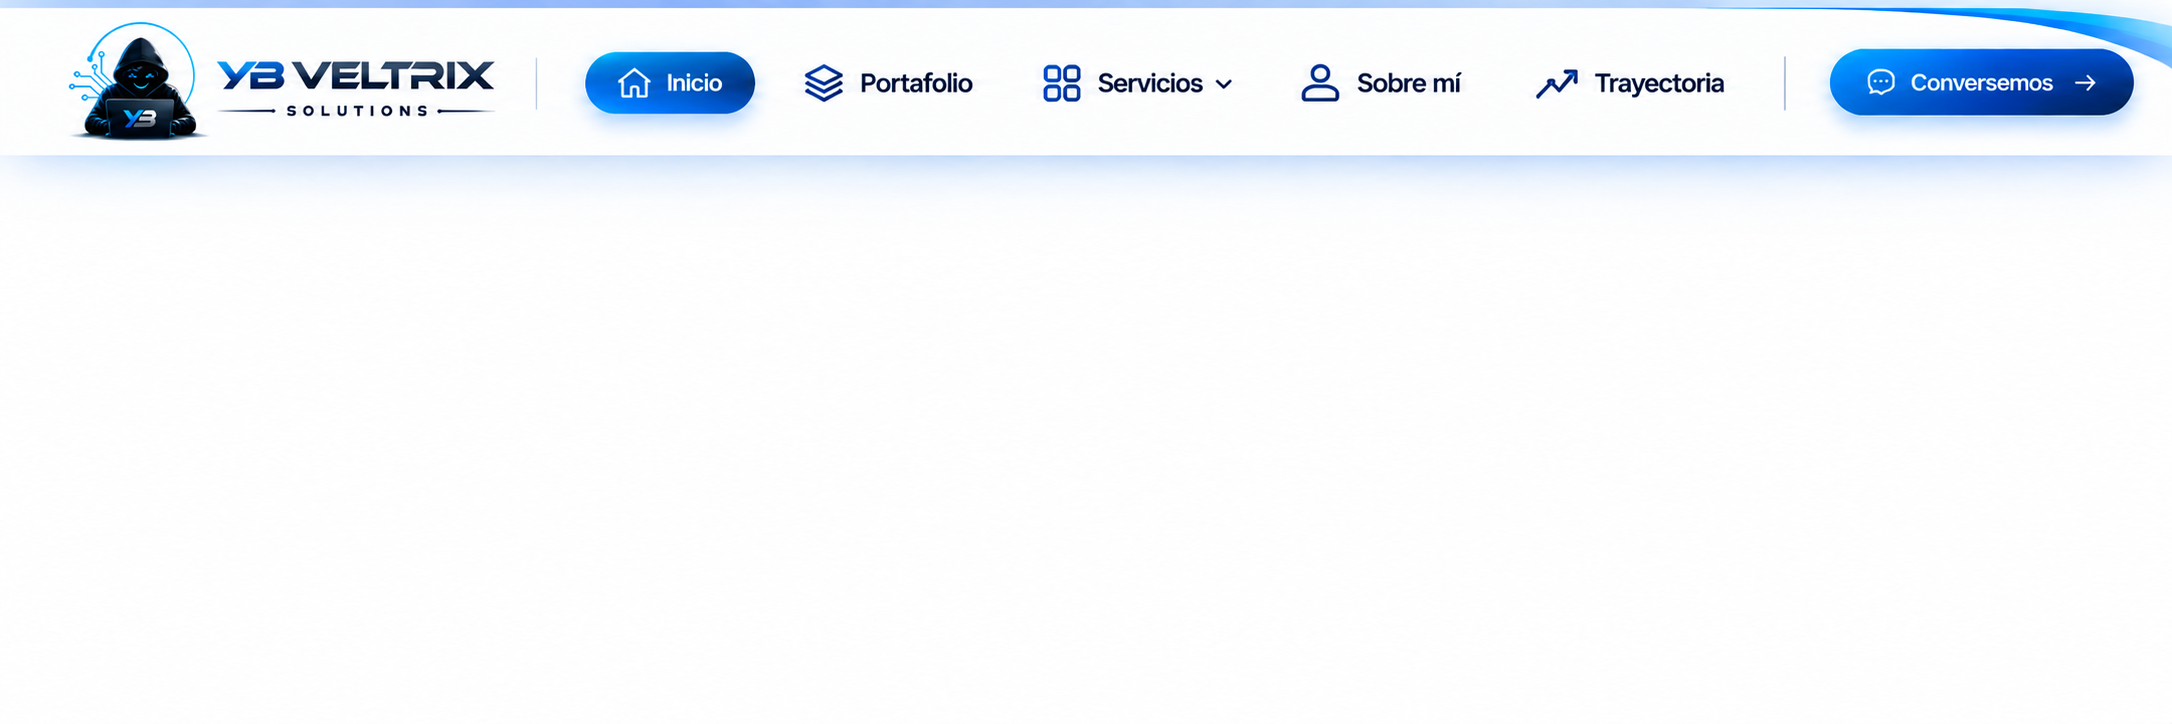 YB VELTRIX
SOLUTIONS
YB
Inicio
Portafolio
Servicios
Sobre mí
Trayectoria
Conversemos